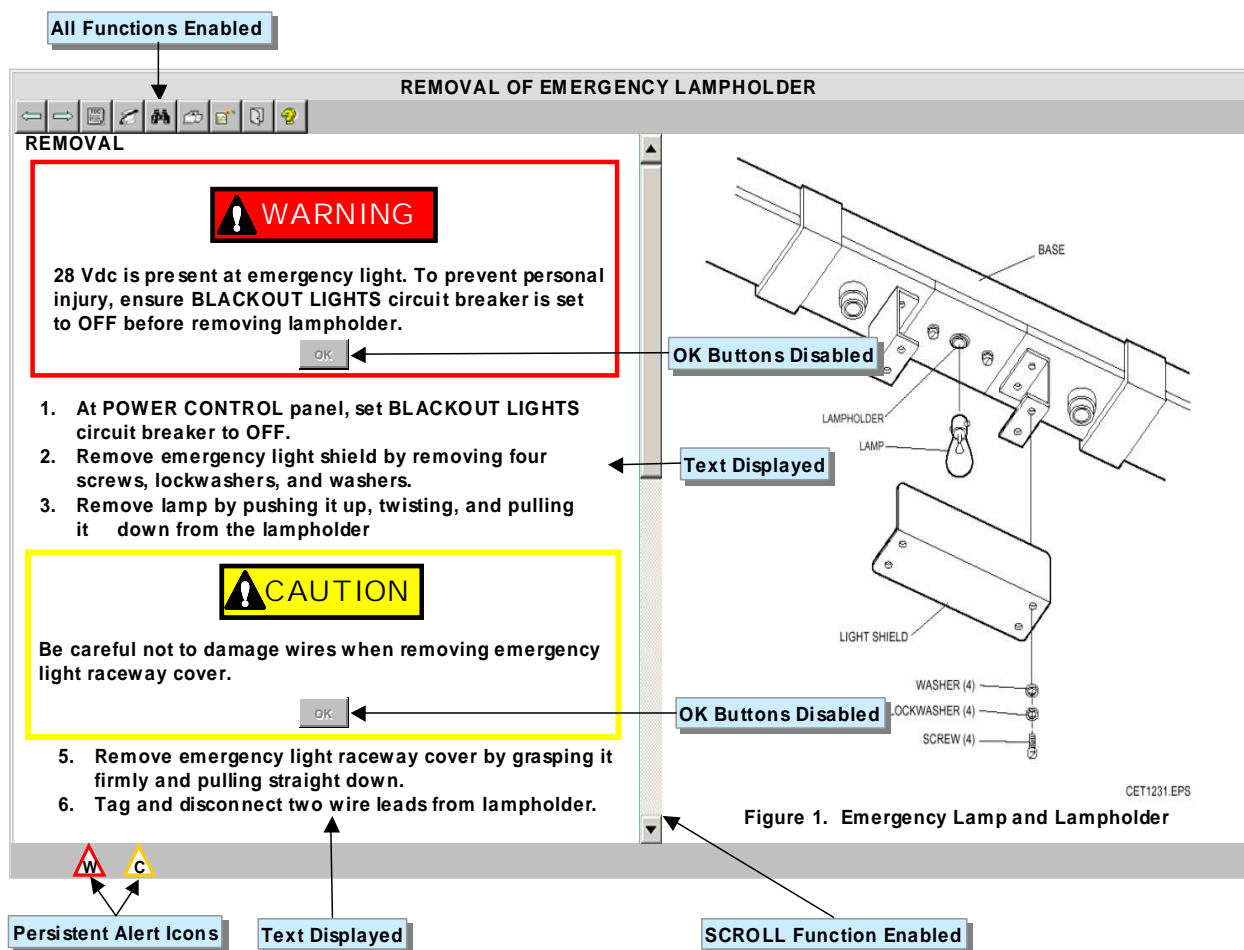 All Functions Enabled
REMOVAL OF EMERGENCY LAMPHOLDER
REMOVAL
WARNING
28 Vdc is present at emergency light. To prevent personal
injury, ensure BLACKOUT LIGHTS circuit breaker is set
to OFF before removing lampholder.
OK
OK Buttons Disabled
1. At POWER CONTROL panel, set BLACKOUT LIGHTS
circuit breaker to OFF.
2. Remove emergency light shield by removing four
screws, lockwashers, and washers.
3. Remove lamp by pushing it up, twisting, and pulling
it down from the lampholder
Text Displayed
CAUTION
Be careful not to damage wires when removing emergency
light raceway cover.
OK
OK Buttons Disabled
5. Remove emergency light raceway cover by grasping it
firmly and pulling straight down.
6. Tag and disconnect two wire leads from lampholder.
BASE
LAMPHOLDER
LAMP
LIGHT SHIELD
WASHER (4)
LOCKWASHER (4)
SCREW (4)
CET1231.EPS
Figure 1. Emergency Lamp and Lampholder
W
C
Persistent Alert Icons
Text Displayed
SCROLL Function Enabled